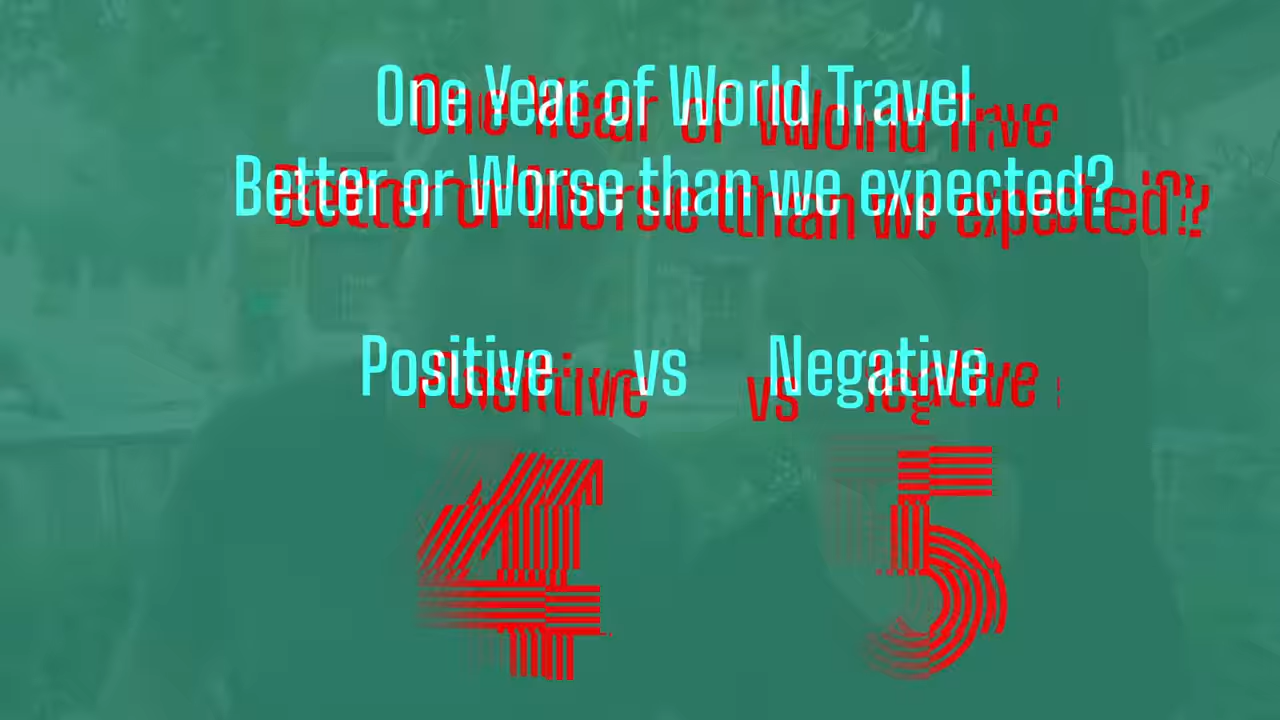 One Year of World Travel
Better or Worse than we expected?
Positive vs Negative
4 5